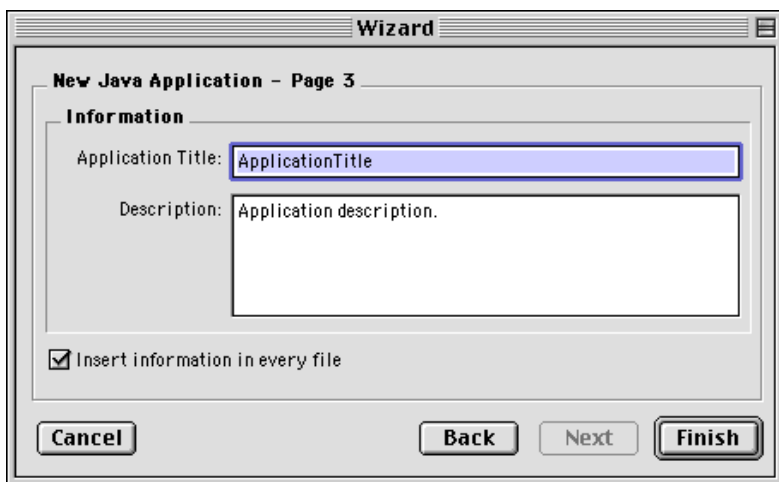 Wizard
New Java Application – Page 3
Information
Application Title: ApplicationTitle
Description: Application description.
Insert information in every file
Cancel Back Next Finish